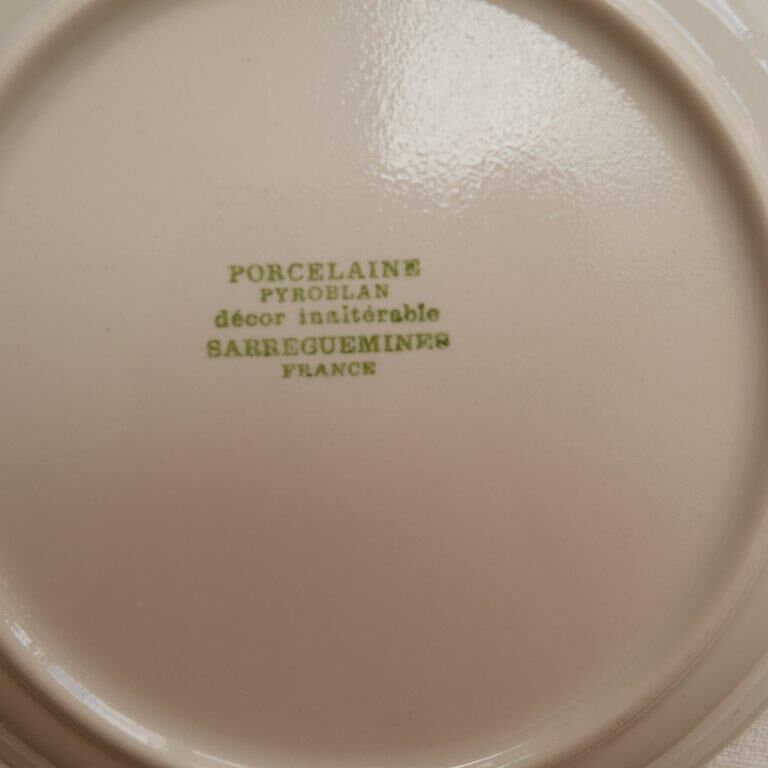 PORCELAINE
PYROBLAN
décor inaltérable
SARREGUEMINES
FRANCE